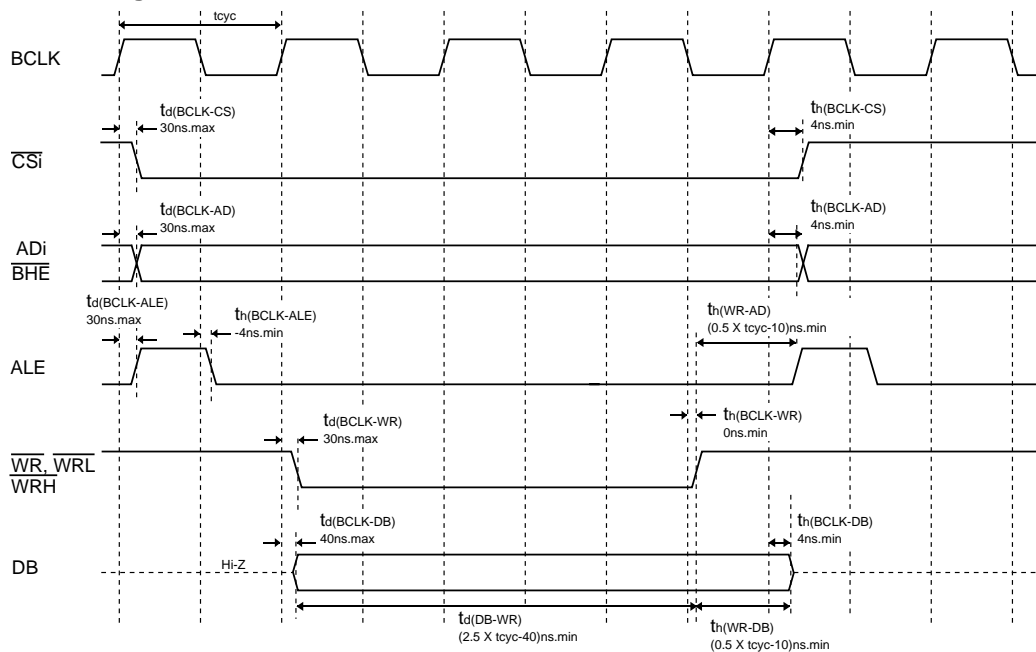 tcyc
BCLK
td(BCLK-CS)
30ns.max
th(BCLK-CS)
4ns.min
CSi
td(BCLK-AD)
30ns.max
th(BCLK-AD)
4ns.min
ADi
BHE
td(BCLK-ALE)
30ns.max
th(BCLK-ALE)
-4ns.min
th(WR-AD)
(0.5 X tcyc-10)ns.min
ALE
td(BCLK-WR)
30ns.max
th(BCLK-WR)
0ns.min
WR, WRL
WRH
td(BCLK-DB)
40ns.max
th(BCLK-DB)
4ns.min
DB
Hi-Z
td(DB-WR)
(2.5 X tcyc-40)ns.min
th(WR-DB)
(0.5 X tcyc-10)ns.min